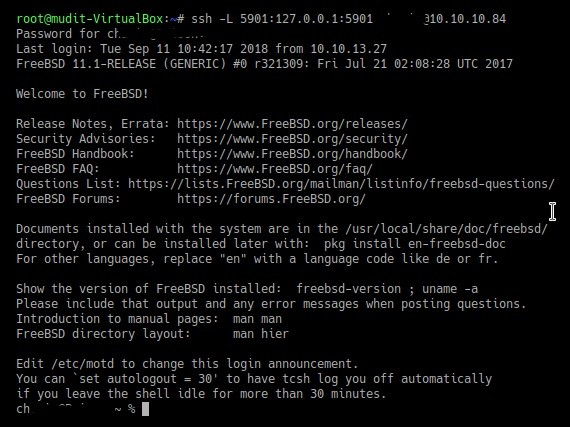 root@mudit-VirtualBox:~# ssh -L 5901:127.0.0.1:5901 @10.10.10.84
Password for
Last login: Tue Sep 11 10:42:17 2018 from 10.10.13.27
FreeBSD 11.1-RELEASE (GENERIC) #0 r321309: Fri Jul 21 02:08:28 UTC 2017
Welcome to FreeBSD!
Release Notes, Errata: https://www.FreeBSD.org/releases/
Security Advisories: https://www.FreeBSD.org/security/
FreeBSD Handbook: https://www.FreeBSD.org/handbook/
FreeBSD FAQ: https://www.FreeBSD.org/faq/
Questions List: https://lists.FreeBSD.org/mailman/listinfo/freebsd-questions/
FreeBSD Forums: https://forums.FreeBSD.org/
Documents installed with the system are in the /usr/local/share/doc/freebsd/
directory, or can be installed later with: pkg install en-freebsd-doc
For other languages, replace "en" with a language code like de or fr.
Show the version of FreeBSD installed: freebsd-version ; uname -a
Please include that output and any error messages when posting questions.
Introduction to manual pages: man man
FreeBSD directory layout: man hier
Edit /etc/motd to change this login announcement.
You can `set autologout = 30' to have tcsh log you off automatically
if you leave the shell idle for more than 30 minutes.
~ %